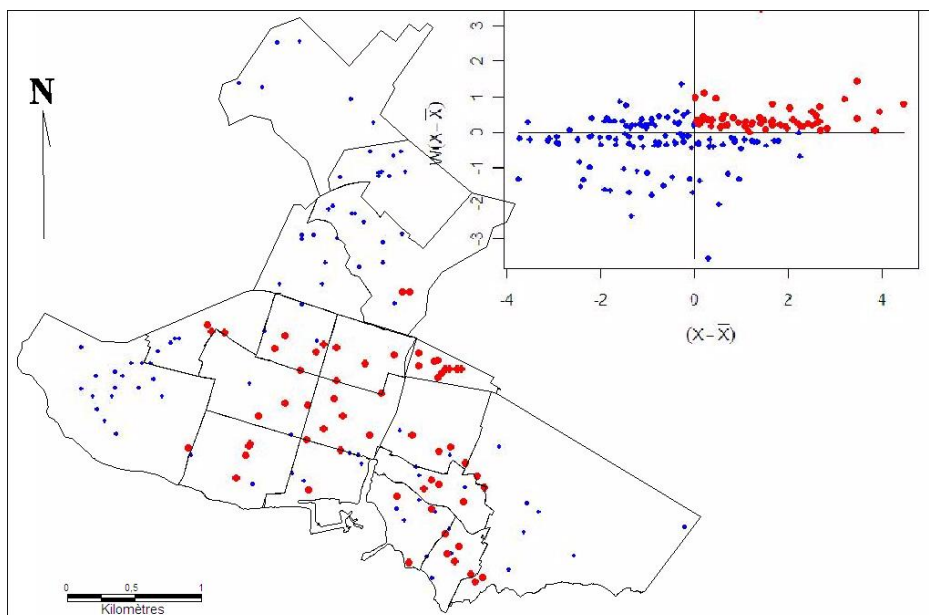 N
3
2
1
0
-1
-2
-3
W(X-X̅)
-4 -2 0 2 4
(X-X̅)
0 0,5 1
Kilomètres